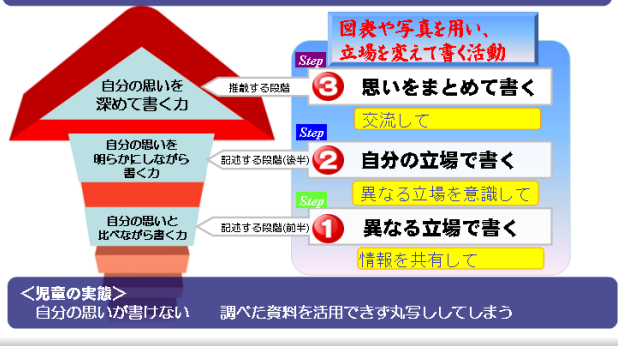 図表や写真を用い、
立場を変えて書く活動
自分の思いを
深めて書く力
推敲する段階
Step
3 思いをまとめて書く
交流して
自分の思いを
明らかにしながら
書く力
記述する段階(後半)
Step
2 自分の立場で書く
異なる立場を意識して
自分の思いと
比べながら書く力
記述する段階(前半)
Step
1 異なる立場で書く
情報を共有して
＜児童の実態＞
自分の思いが書けない 調べた資料を活用できず丸写ししてしまう